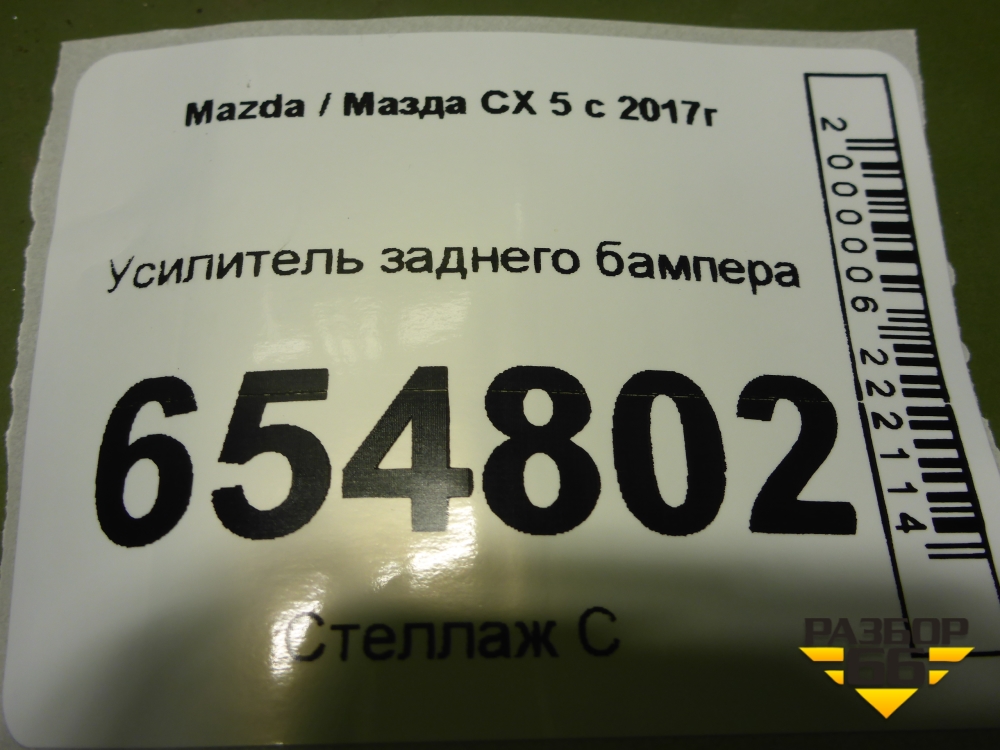 Mazda / Мазда CX 5 с 2017г
Усилитель заднего бампера
654802
Стеллаж С
2000006222114
РАЗБОР
66